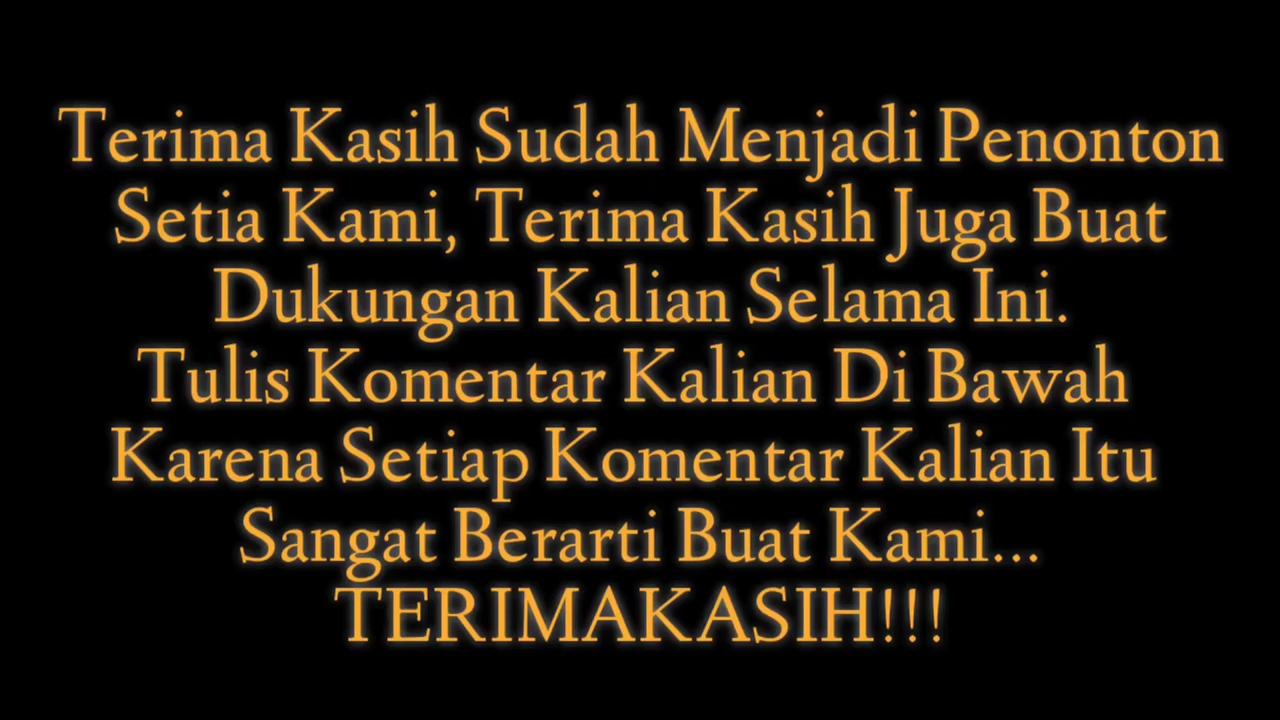 Terima Kasih Sudah Menjadi Penonton
Setia Kami, Terima Kasih Juga Buat
Dukungan Kalian Selama Ini.
Tulis Komentar Kalian Di Bawah
Karena Setiap Komentar Kalian Itu
Sangat Berarti Buat Kami...
TERIMAKASIH!!!